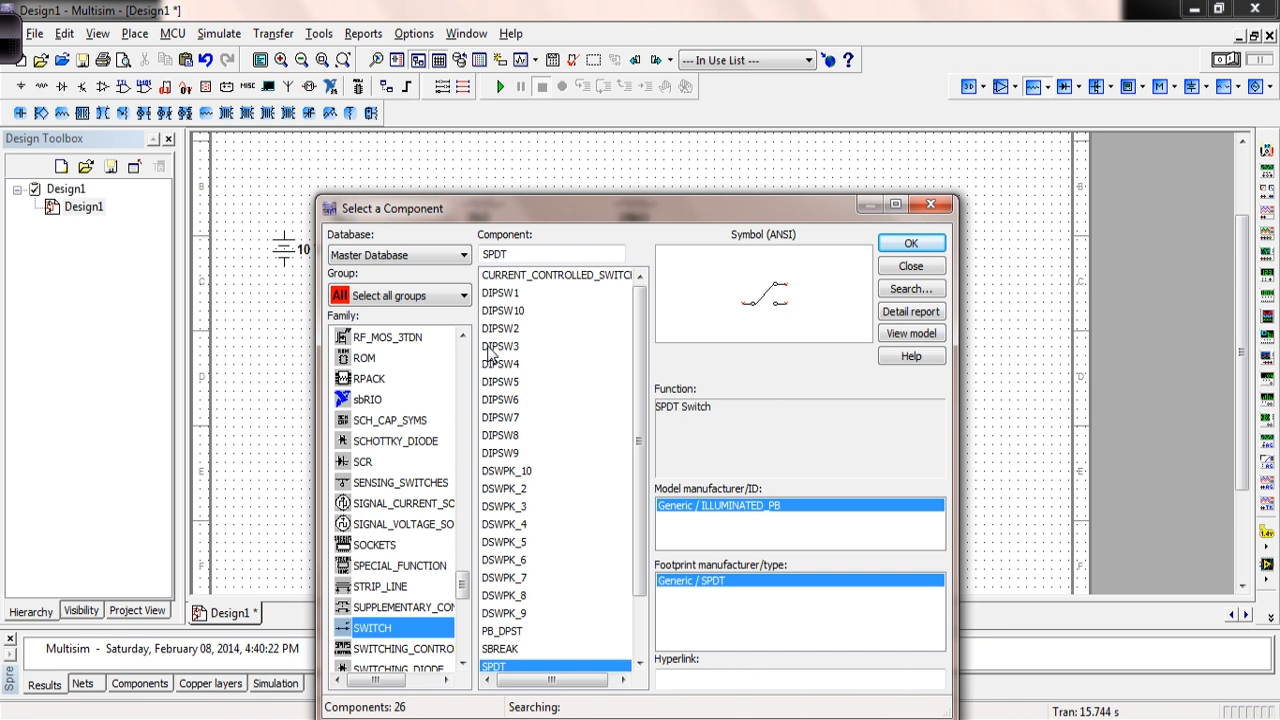 Design1 - Multisim - [Design1 *]
File Edit View Place MCU Simulate Transfer Tools Reports Options Window Help
--- In Use List ---
Design Toolbox
Design1
Design1
10
Select a Component
Database:
Master Database
Group:
All Select all groups
Family:
RF_MOS_3TDN
ROM
RPACK
sbRIO
SCH_CAP_SYMS
SCHOTTKY_DIODE
SCR
SENSING_SWITCHES
SIGNAL_CURRENT_SO
SIGNAL_VOLTAGE_SO
SOCKETS
SPECIAL_FUNCTION
STRIP_LINE
SUPPLEMENTARY_CON
SWITCH
SWITCHING_CONTRO
SWITCHING_DIODE
Component:
SPDT
CURRENT_CONTROLLED_SWITC
DIPSW1
DIPSW10
DIPSW2
DIPSW3
DIPSW4
DIPSW5
DIPSW6
DIPSW7
DIPSW8
DIPSW9
DSWPK_10
DSWPK_2
DSWPK_3
DSWPK_4
DSWPK_5
DSWPK_6
DSWPK_7
DSWPK_8
DSWPK_9
PB_DPST
SBREAK
SPDT
Symbol (ANSI)
OK
Close
Search...
Detail report
View model
Help
Function:
SPDT Switch
Model manufacturer/ID:
Generic / ILLUMINATED_PB
Footprint manufacturer/type:
Generic / SPDT
Hyperlink:
Components: 26 Searching:
Hierarchy Visibility Project View
Design1 *
Multisim - Saturday, February 08, 2014, 4:40:22 PM
Results Nets Components Copper layers Simulation
Spre
Tran: 15.744 s